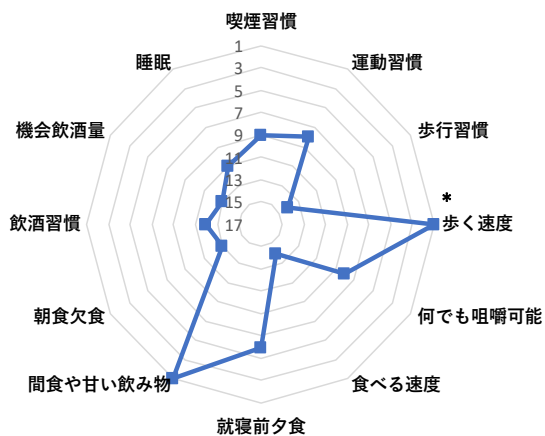 喫煙習慣
1
3
5
7
9
11
13
15
17
運動習慣
歩行習慣
*
歩く速度
何でも咀嚼可能
食べる速度
就寝前夕食
間食や甘い飲み物
朝食欠食
飲酒習慣
機会飲酒量
睡眠